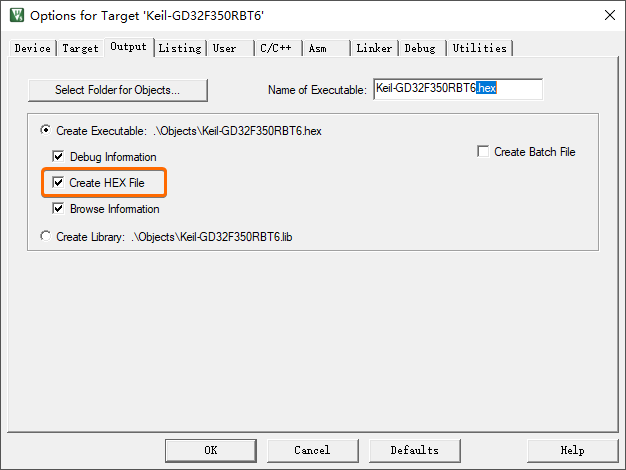 Options for Target 'Keil-GD32F350RBT6'
Device Target Output Listing User C/C++ Asm Linker Debug Utilities
Select Folder for Objects... Name of Executable: Keil-GD32F350RBT6.hex
Create Executable: .\Objects\Keil-GD32F350RBT6.hex
Debug Information Create Batch File
Create HEX File
Browse Information
Create Library: .\Objects\Keil-GD32F350RBT6.lib
OK Cancel Defaults Help